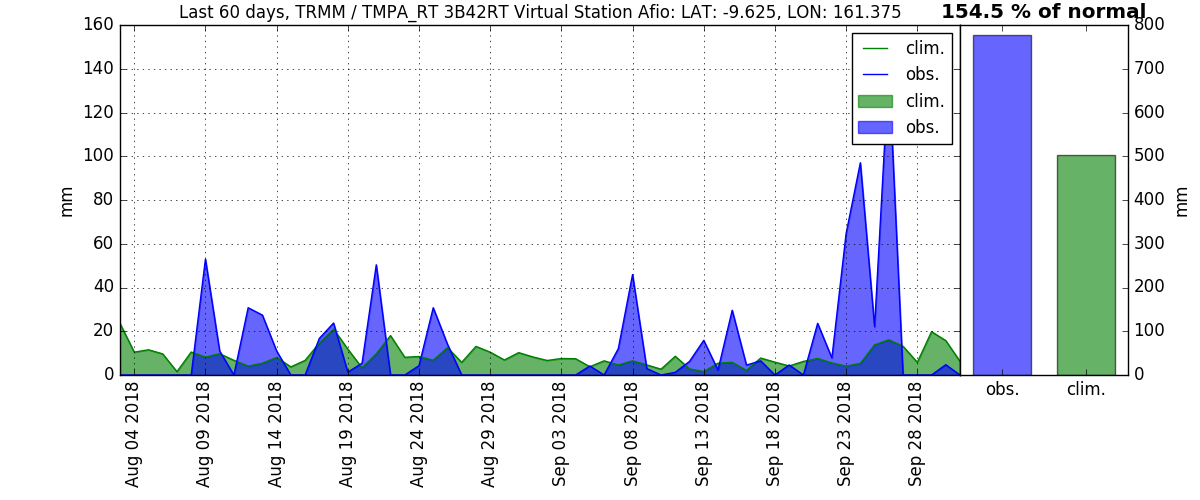 Last 60 days, TRMM / TMPA_RT 3B42RT Virtual Station Afio: LAT: -9.625, LON: 161.375
154.5 % of normal
160
140
120
100
80
60
40
20
0
mm
clim.
obs.
clim.
obs.
800
700
600
500
400
300
200
100
0
mm
Aug 04 2018
Aug 09 2018
Aug 14 2018
Aug 19 2018
Aug 24 2018
Aug 29 2018
Sep 03 2018
Sep 08 2018
Sep 13 2018
Sep 18 2018
Sep 23 2018
Sep 28 2018
obs.
clim.